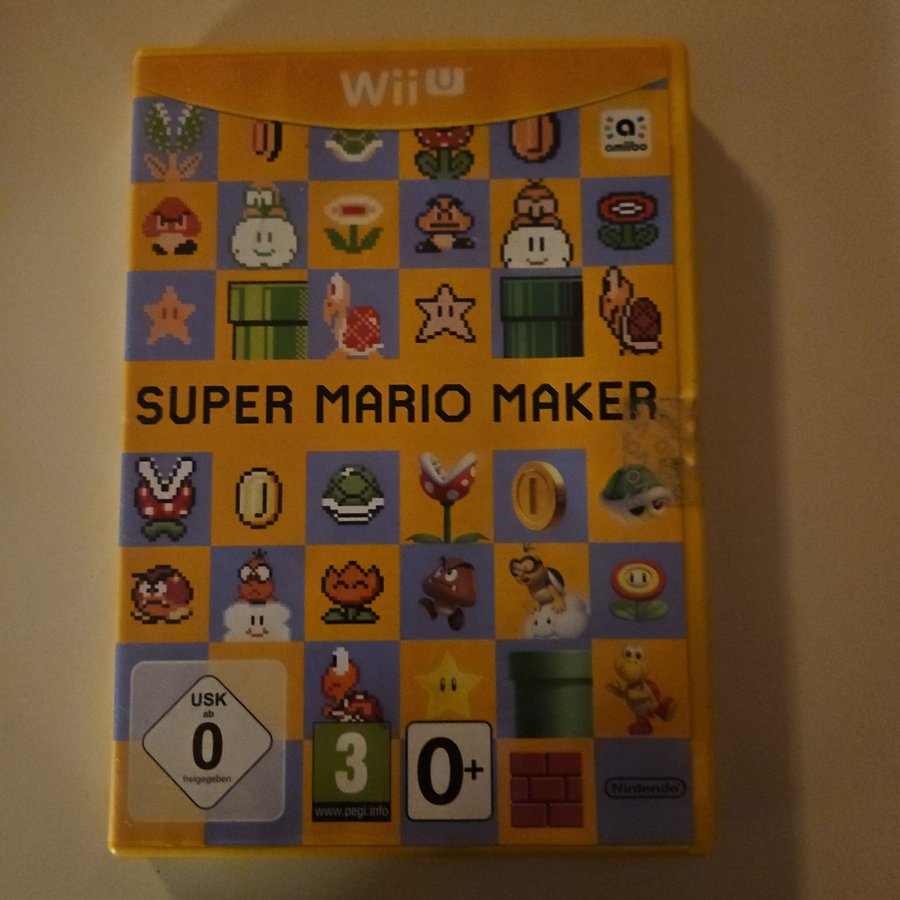 Wii U
amiibo
SUPER MARIO MAKER
USK
ab
0
freigegeben
3
www.pegi.info
0+
Nintendo